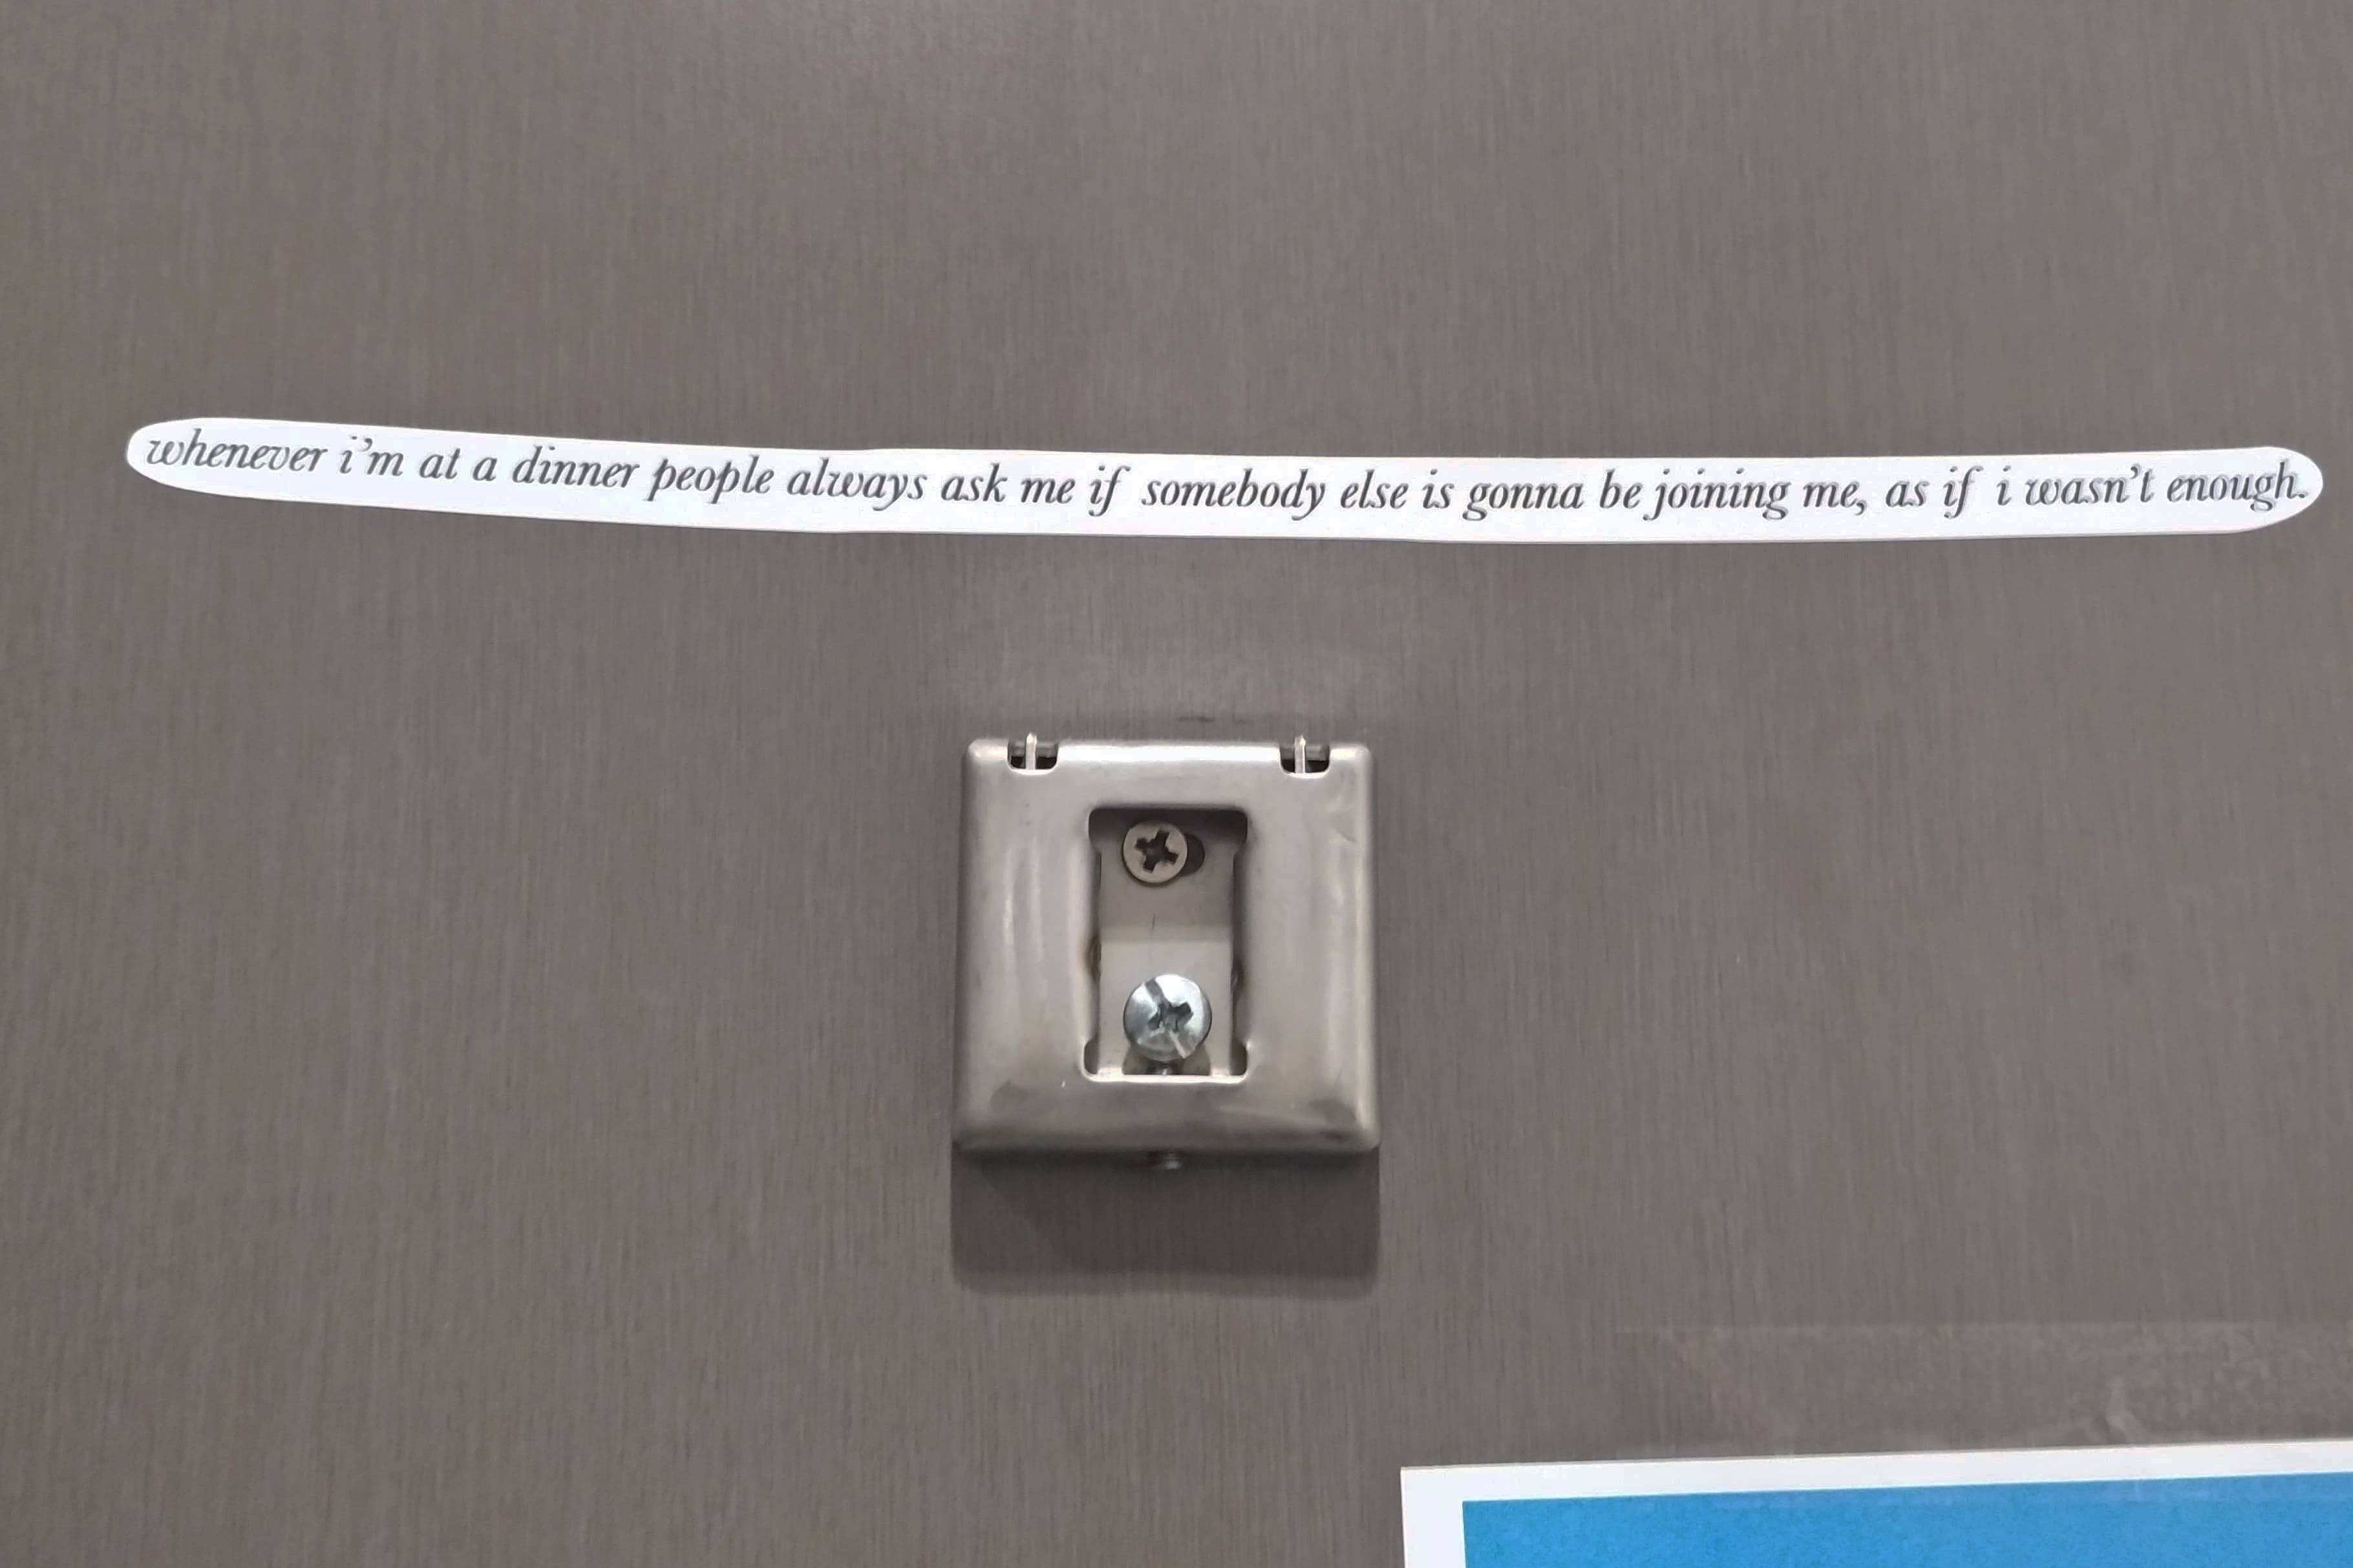 whenever i’m at a dinner people always ask me if somebody else is gonna be joining me, as if i wasn’t enough.